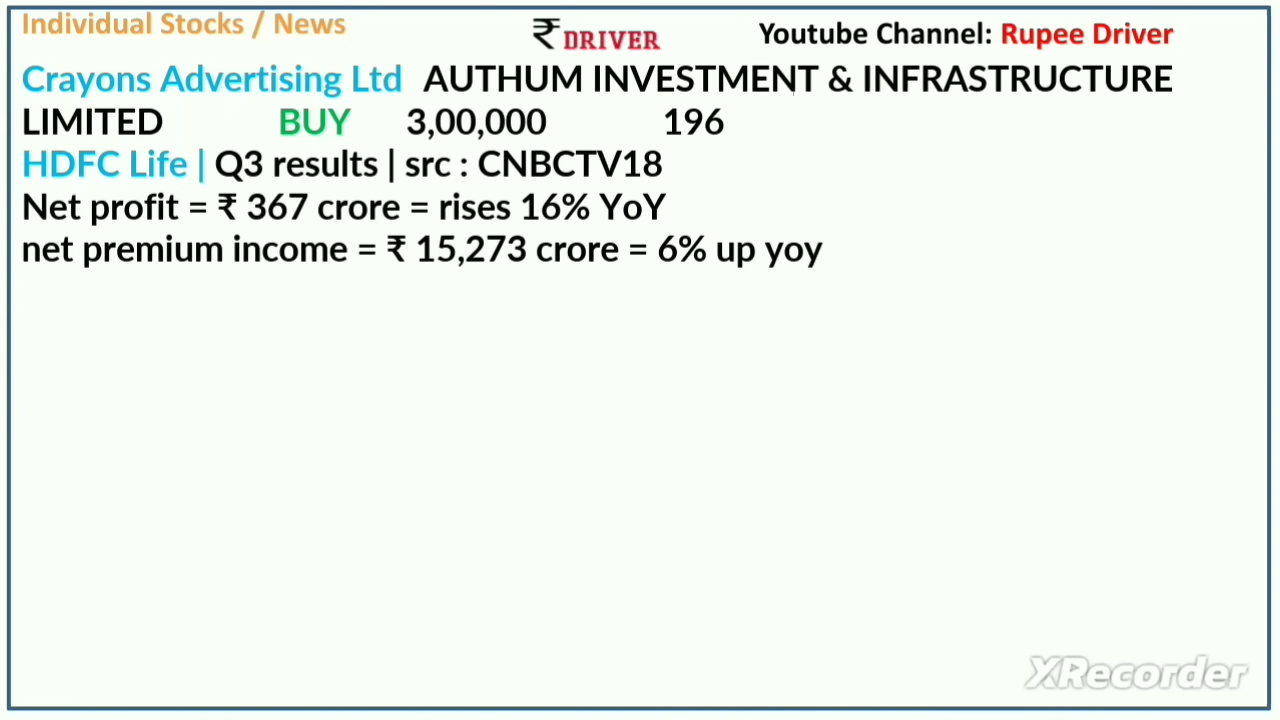 Individual Stocks / News
₹ DRIVER
Youtube Channel: Rupee Driver
Crayons Advertising Ltd AUTHUM INVESTMENT & INFRASTRUCTURE
LIMITED BUY 3,00,000 196
HDFC Life | Q3 results | src : CNBCTV18
Net profit = ₹ 367 crore = rises 16% YoY
net premium income = ₹ 15,273 crore = 6% up yoy
XRecorder